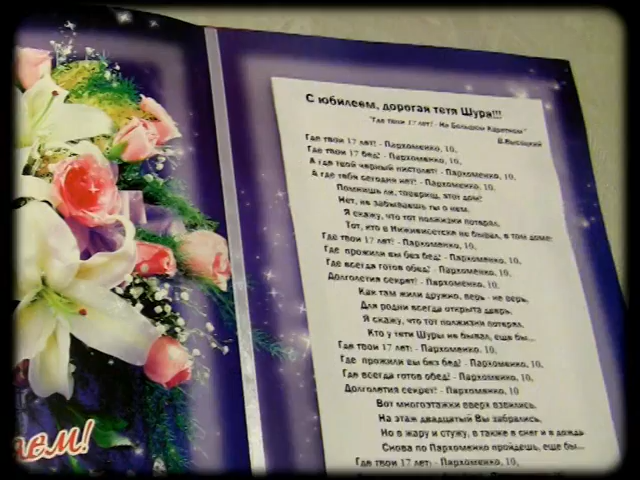 С юбилеем, дорогая тетя Шура!!!
"Где твои 17 лет! - На Большом Каретном"
В.Высоцкий
Где твои 17 лет! - Пархоменко, 10,
Где твои 17 бед! - Пархоменко, 10,
А где твой черный пистолет! - Пархоменко, 10,
А где тебя сегодня нет! - Пархоменко, 10.
Помнишь ли, товарищ, этот дом!
Нет, не забываешь ты о нем.
Я скажу, что тот полжизни потерял,
Тот, кто в не бывал, в том доме!
Где твои 17 лет! - Пархоменко, 10,
Где прожили вы без бед! - Пархоменко, 10,
Где всегда готов обед! - Пархоменко, 10,
Долголетия секрет! - Пархоменко, 10.
Как там жили дружно, верь - не верь,
Для родни всегда открыта дверь.
Я скажу, что тот полжизни потерял,
Кто у тети Шуры не бывал, еще бы...
Где твои 17 лет! - Пархоменко, 10,
Где прожили вы без бед! - Пархоменко, 10,
Где всегда готов обед! - Пархоменко, 10,
Долголетия секрет! - Пархоменко, 10
Вот многоэтажки вверх взвились,
На этаж двадцатый Вы забрались,
Но в жару и стужу, а также в снег и в дождь
Снова по Пархоменко пройдешь, еще бы...
Где твои 17 лет! - Пархоменко, 10,
ем!